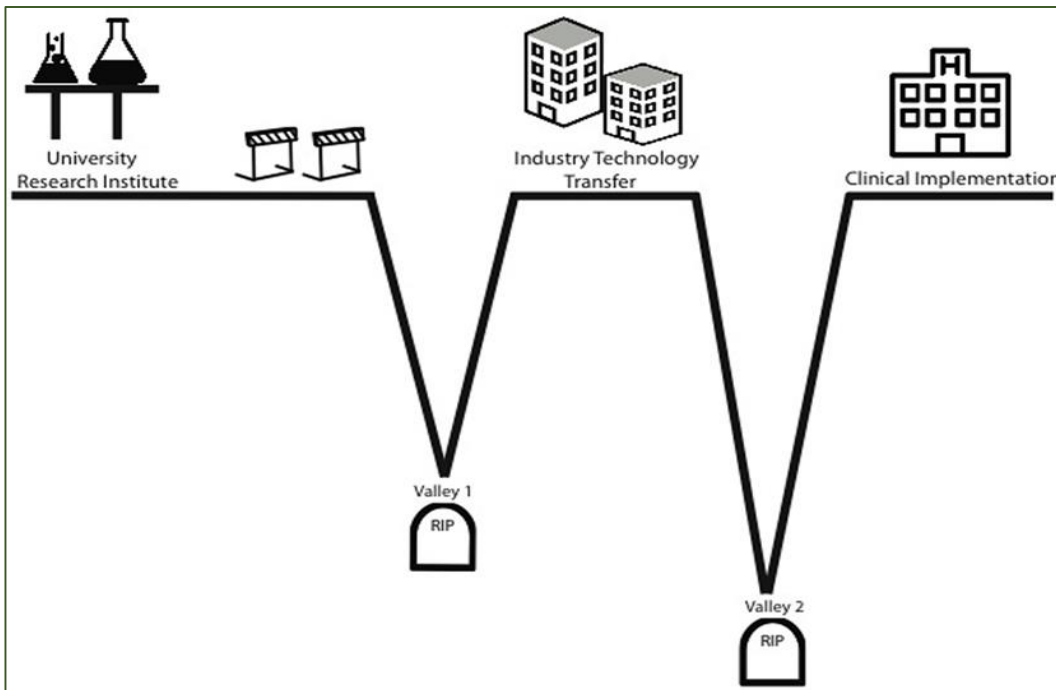 University
Research Institute
Industry Technology
Transfer
H
Clinical Implementation
Valley 1
RIP
Valley 2
RIP